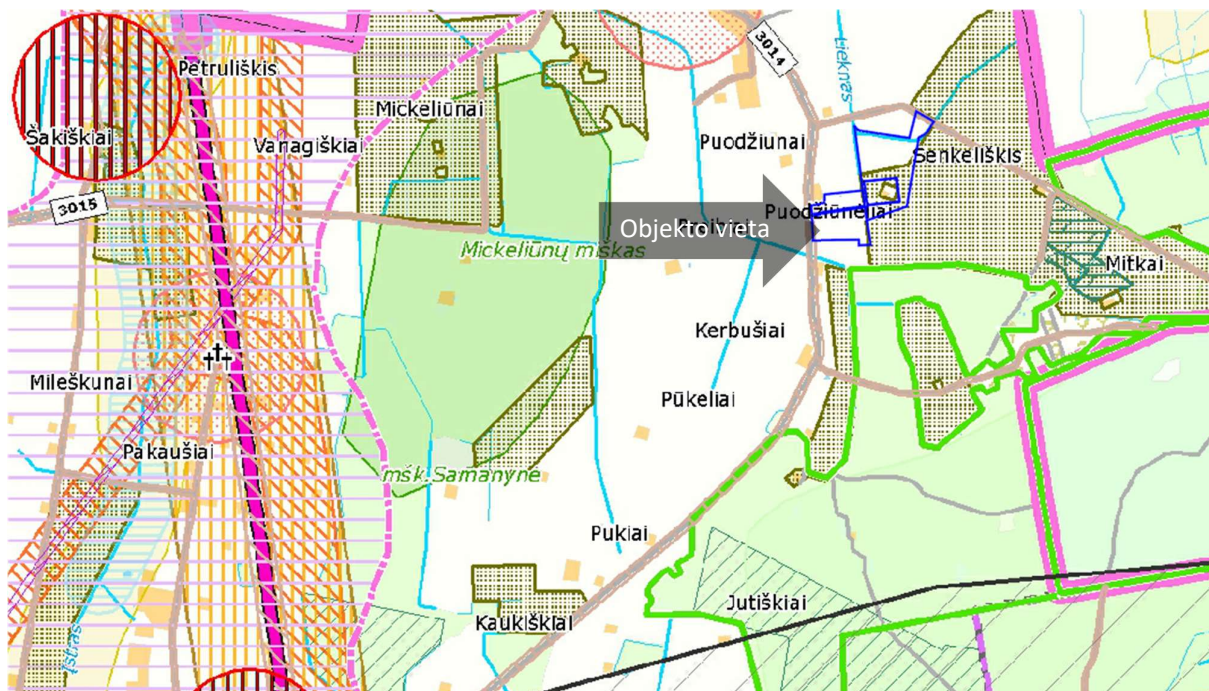 Petruliškis
3014
Lieknas
Mickeliūnai
Šakiškiai
Vanagiškiai
Puodžiunai
Senkeliškis
3015
Puodžiūnėliai
Objekto vieta
Mickeliūnų miškas
Mitkai
Kerbušiai
Mileškunai
Pūkeliai
Pakaušiai
mšk.Samanynė
Pukiai
Jutiškiai
Kaukiškiai
Įstras